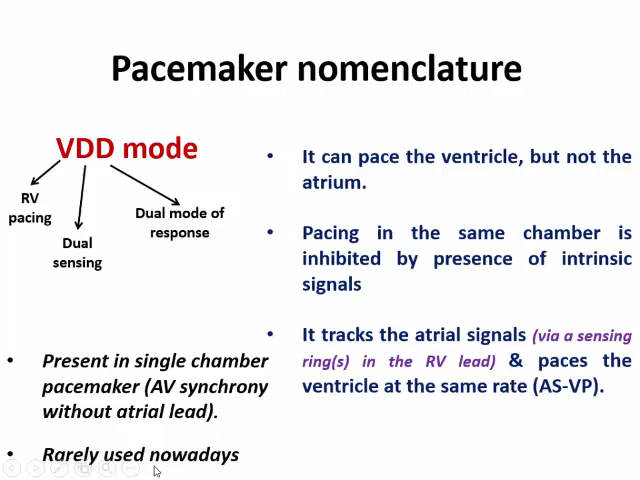 Pacemaker nomenclature
VDD mode
RV
pacing
Dual
sensing
Dual mode of
response
• Present in single chamber
pacemaker (AV synchrony
without atrial lead).
• Rarely used nowadays
• It can pace the ventricle, but not the
atrium.
• Pacing in the same chamber is
inhibited by presence of intrinsic
signals
• It tracks the atrial signals (via a sensing
ring(s) in the RV lead) & paces the
ventricle at the same rate (AS-VP).